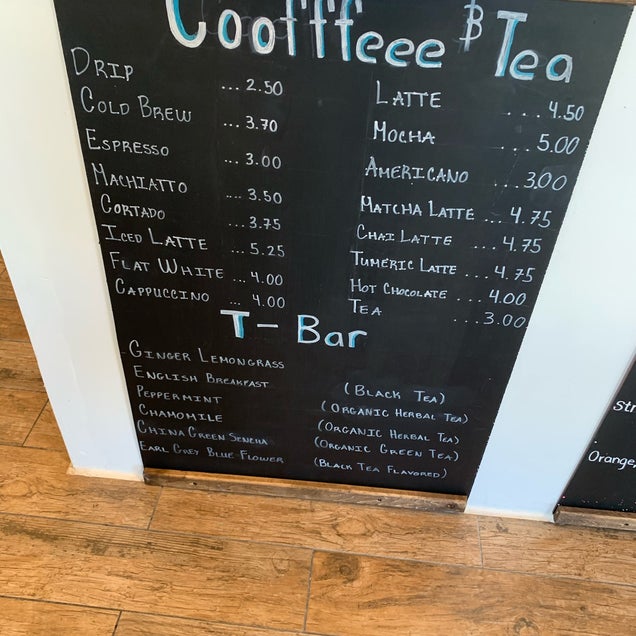 Coofffeee & Tea
DRIP ... 2.50
COLD BREW ... 3.70
ESPRESSO ... 3.00
MACHIATTO .... 3.50
CORTADO ... 3.75
ICED LATTE ... 5.25
FLAT WHITE ... 4.00
CAPPUCCINO ... 4.00
LATTE ... 4.50
MOCHA ... 5.00
AMERICANO ... 3.00
MATCHA LATTE ... 4.75
CHAI LATTE ... 4.75
TUMERIC LATTE ... 4.75
HOT CHOCOLATE ... 4.00
TEA ... 3.00
T-Bar
GINGER LEMONGRASS
ENGLISH BREAKFAST (BLACK TEA)
PEPPERMINT (ORGANIC HERBAL TEA)
CHAMOMILE (ORGANIC HERBAL TEA)
CHINA GREEN SENCHA (ORGANIC GREEN TEA)
EARL GREY BLUE FLOWER (BLACK TEA FLAVORED)
Str
Orange,